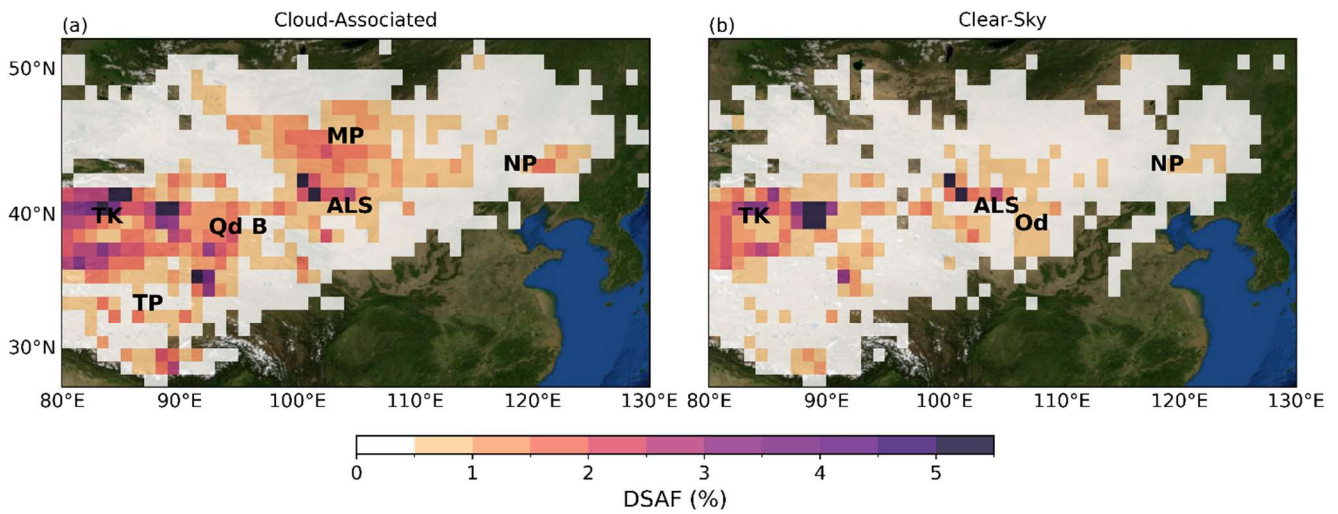 Cloud-Associated
Clear-Sky
(a)
(b)
50°N
40°N
30°N
MP
NP
TK
ALS
Qd B
TP
NP
TK
ALS
Od
80°E 90°E 100°E 110°E 120°E 130°E
80°E 90°E 100°E 110°E 120°E 130°E
0 1 2 3 4 5
DSAF (%)